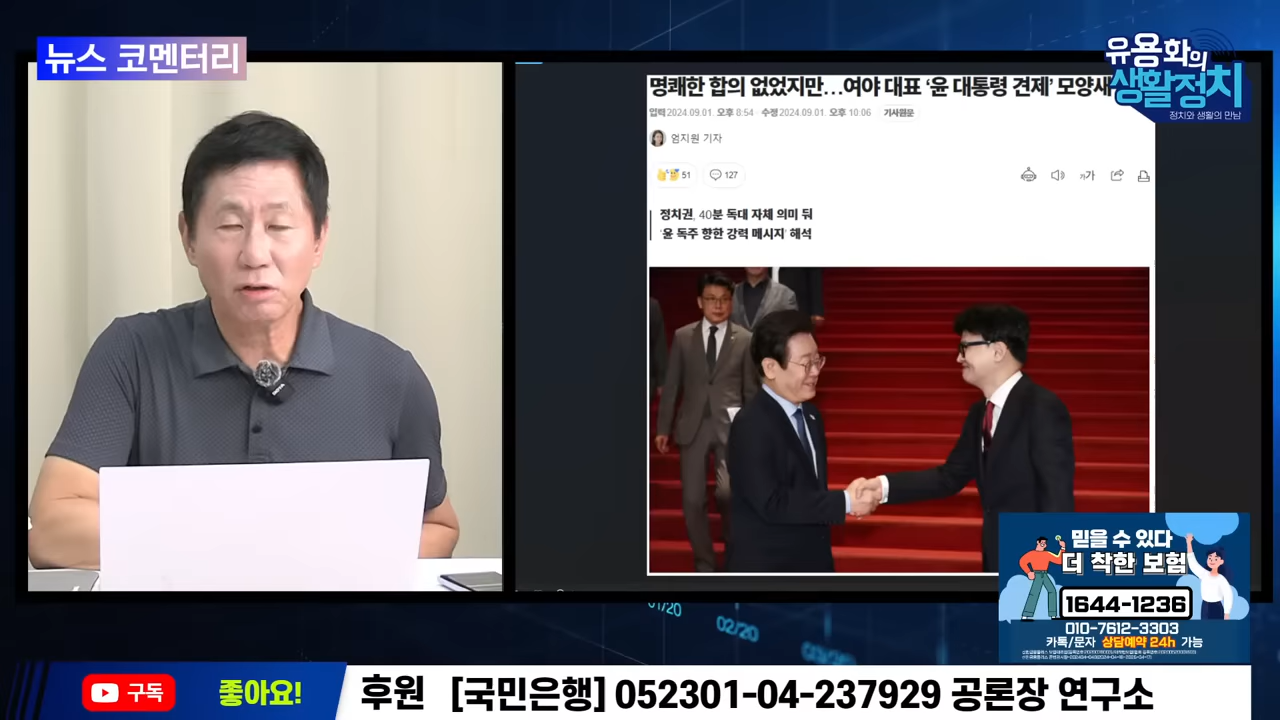 뉴스 코멘터리
유용화의
생활정치
정치와 생활의 만남
명쾌한 합의 없었지만…여야 대표 ‘윤 대통령 견제’ 모양새
입력 2024.09.01. 오후 8:54 · 수정 2024.09.01. 오후 10:06 기사원문
엄지원 기자
51
127
가가
정치권, 40분 독대 자체 의미 둬
‘윤 독주 향한 강력 메시지’ 해석
믿을 수 있다
더 착한 보험
1644-1236
010-7612-3303
카톡/문자 상담예약 24h 가능
01/20
02/20
구독
좋아요!
후원 [국민은행] 052301-04-237929 공론장 연구소